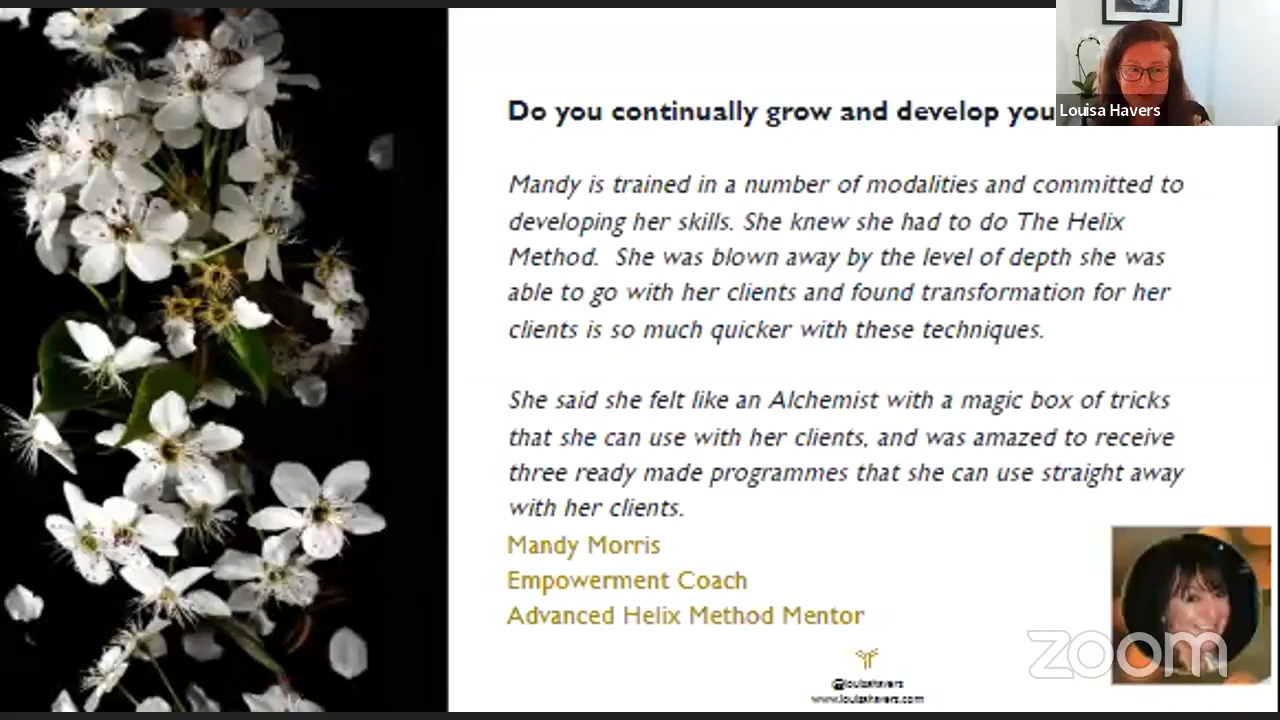 Louisa Havers
Do you continually grow and develop you
Mandy is trained in a number of modalities and committed to
developing her skills. She knew she had to do The Helix
Method.  She was blown away by the level of depth she was
able to go with her clients and found transformation for her
clients is so much quicker with these techniques.
She said she felt like an Alchemist with a magic box of tricks
that she can use with her clients, and was amazed to receive
three ready made programmes that she can use straight away
with her clients.
Mandy Morris
Empowerment Coach
Advanced Helix Method Mentor
zoom
@louisahavers
www.louisahavers.com